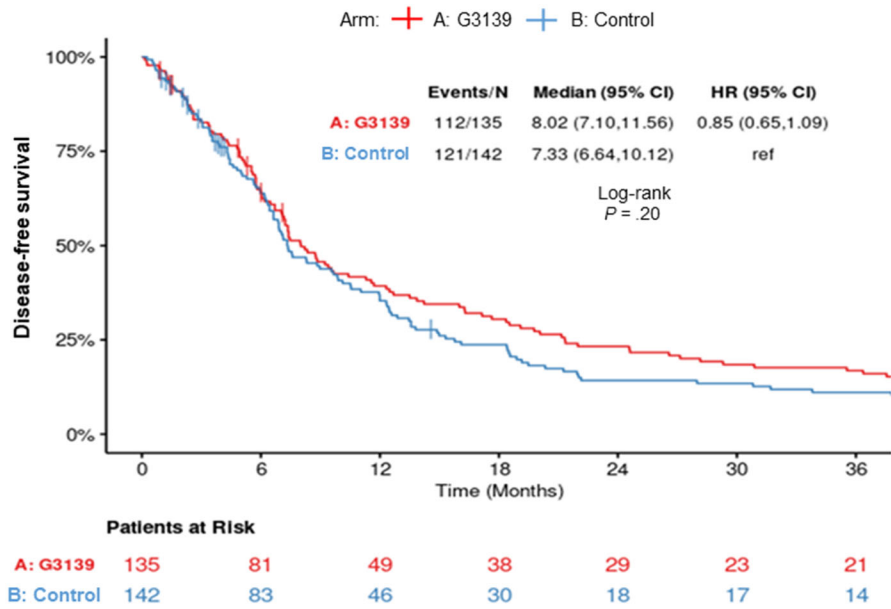 Arm: A: G3139 B: Control
100%
75%
50%
25%
0%
Disease-free survival
Events/N Median (95% CI) HR (95% CI)
A: G3139 112/135 8.02 (7.10,11.56) 0.85 (0.65,1.09)
B: Control 121/142 7.33 (6.64,10.12) ref
Log-rank
P = .20
0 6 12 18 24 30 36
Time (Months)
Patients at Risk
A: G3139 135 81 49 38 29 23 21
B: Control 142 83 46 30 18 17 14